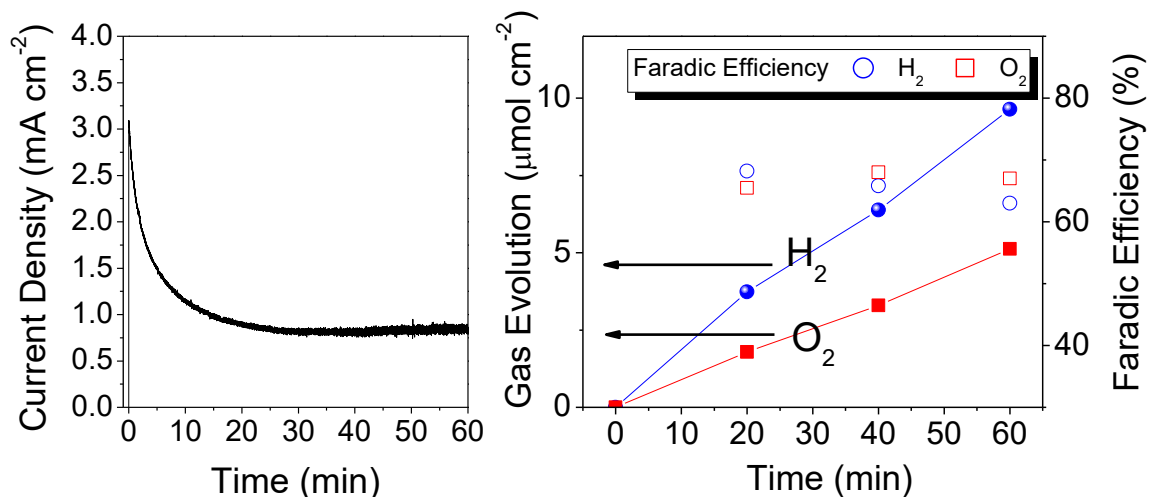 Current Density (mA cm⁻²)
4.0
3.5
3.0
2.5
2.0
1.5
1.0
0.5
0.0
0 10 20 30 40 50 60
Time (min)
Gas Evolution (μmol cm⁻²)
10
5
0
Faradic Efficiency H₂ O₂
H₂
O₂
0 10 20 30 40 50 60
Time (min)
80
60
40
Faradic Efficiency (%)